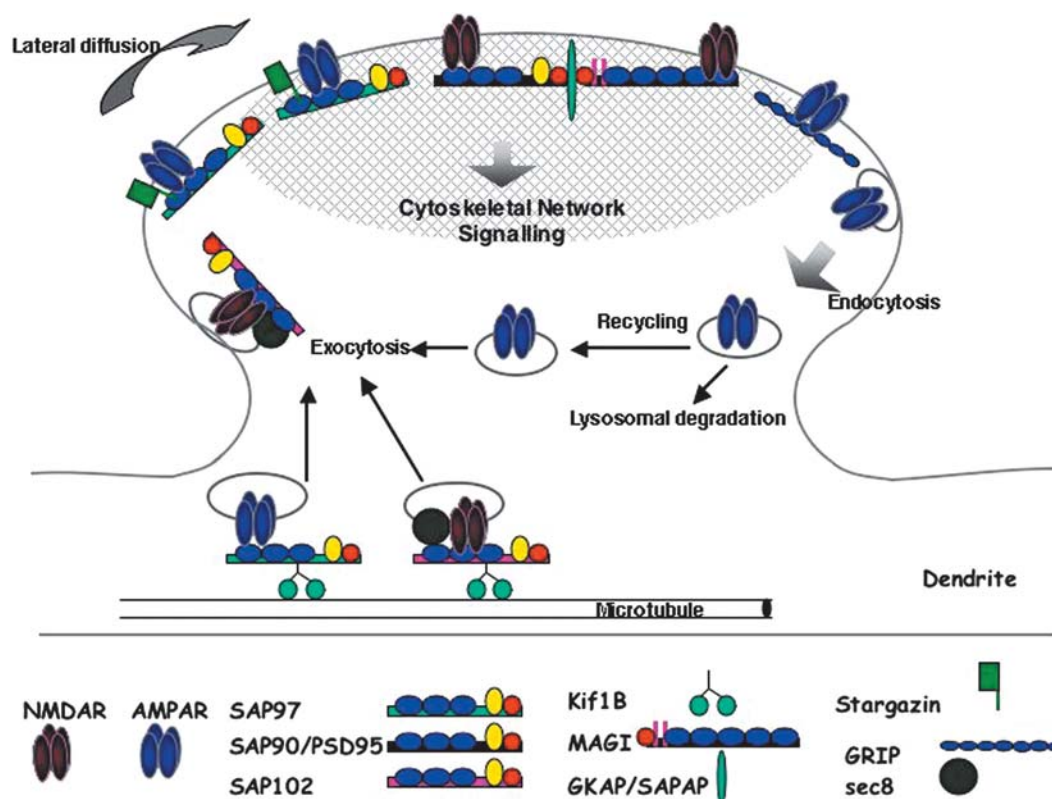 Lateral diffusion
Cytoskeletal Network
Signalling
Endocytosis
Recycling
Exocytosis
Lysosomal degradation
Dendrite
Microtubule
NMDAR
AMPAR
SAP97
SAP90/PSD95
SAP102
Kif1B
MAGI
GKAP/SAPAP
Stargazin
GRIP
sec8